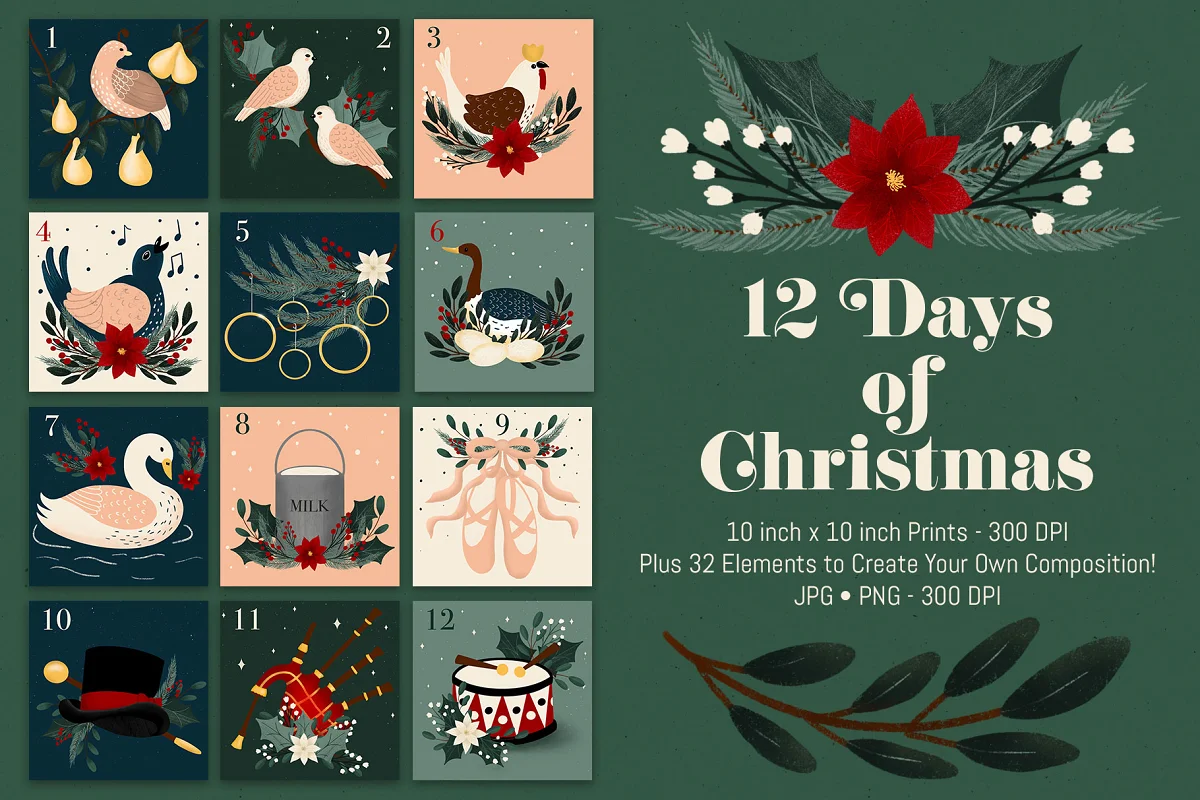 1
2
3
4
5
6
7
8
MILK
9
10
11
12
12 Days
of
Christmas
10 inch x 10 inch Prints - 300 DPI
Plus 32 Elements to Create Your Own Composition!
JPG • PNG - 300 DPI